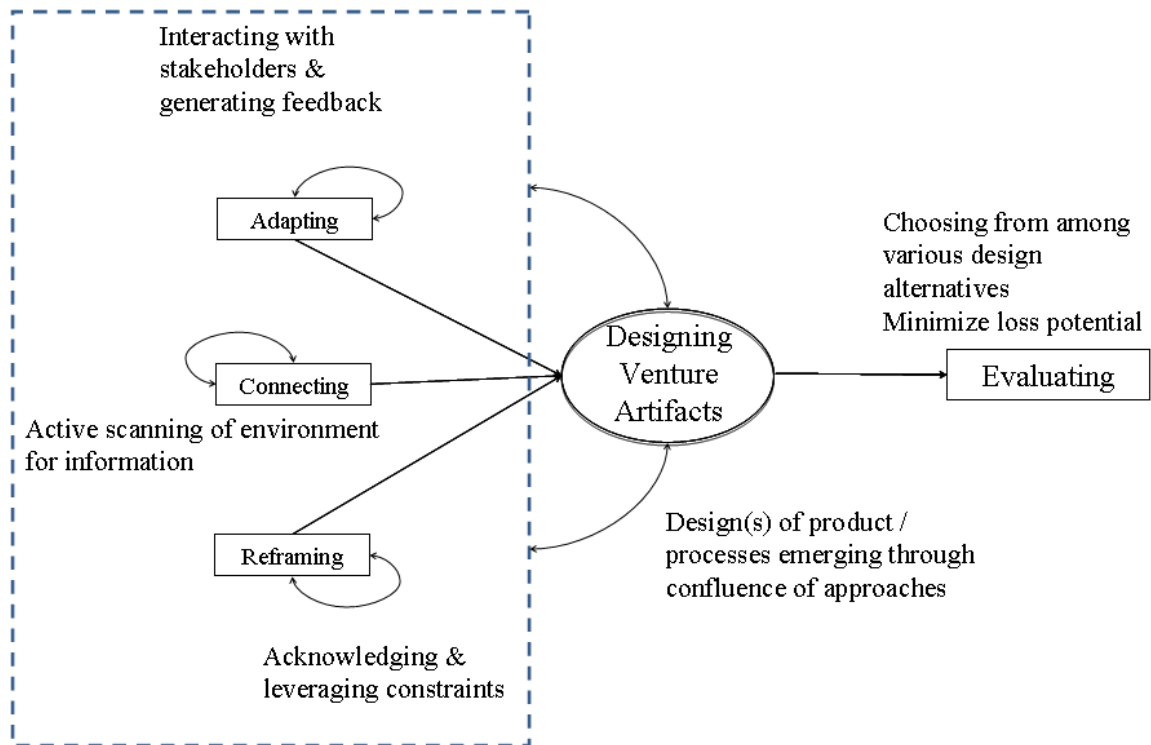 Interacting with
stakeholders &
generating feedback
Adapting
Connecting
Active scanning of environment
for information
Reframing
Acknowledging &
leveraging constraints
Designing
Venture
Artifacts
Design(s) of product /
processes emerging through
confluence of approaches
Choosing from among
various design
alternatives
Minimize loss potential
Evaluating